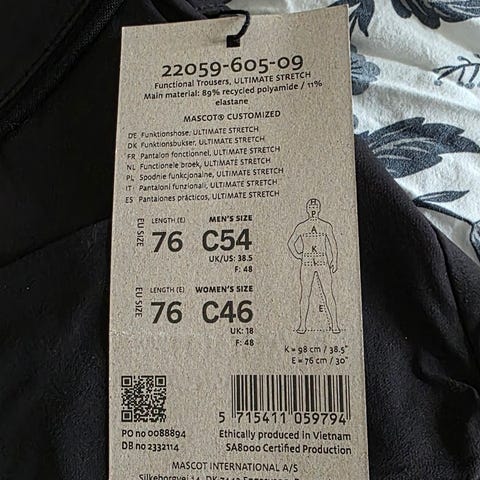 22059-605-09
Functional Trousers, ULTIMATE STRETCH
Main material: 89% recycled polyamide / 11%
elastane
MASCOT® CUSTOMIZED
DE Funktionshose, ULTIMATE STRETCH
DK Funktionsbukser, ULTIMATE STRETCH
FR Pantalon fonctionnel, ULTIMATE STRETCH
NL Functionele broek, ULTIMATE STRETCH
PL Spodnie funkcjonalne, ULTIMATE STRETCH
IT Pantaloni funzionali, ULTIMATE STRETCH
ES Pantalones prácticos, ULTIMATE STRETCH
EU SIZE
LENGTH (E) MEN'S SIZE
76 C54
UK/US: 38.5
F: 48
EU SIZE
LENGTH (E) WOMEN'S SIZE
76 C46
UK: 18
F: 48
H
P
A
K
L
E
K = 98 cm / 38.5"
E = 76 cm / 30"
5 715411 059794
PO no 0088894
DB no 2332114
Ethically produced in Vietnam
SA8000 Certified Production
MASCOT INTERNATIONAL A/S
Silkeborgvej 14, DK-7442